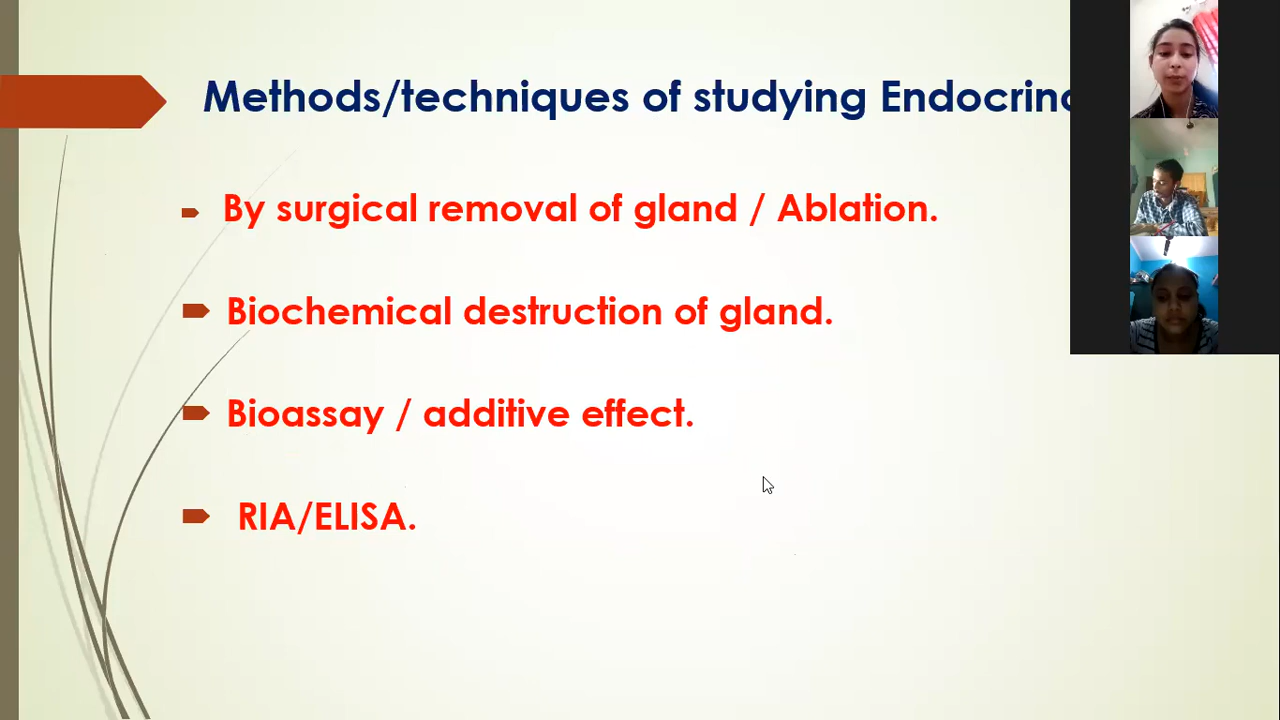 Methods/techniques of studying
By surgical removal of gland / Ablation.
Biochemical destruction of gland.
Bioassay / additive effect.
RIA/ELISA.